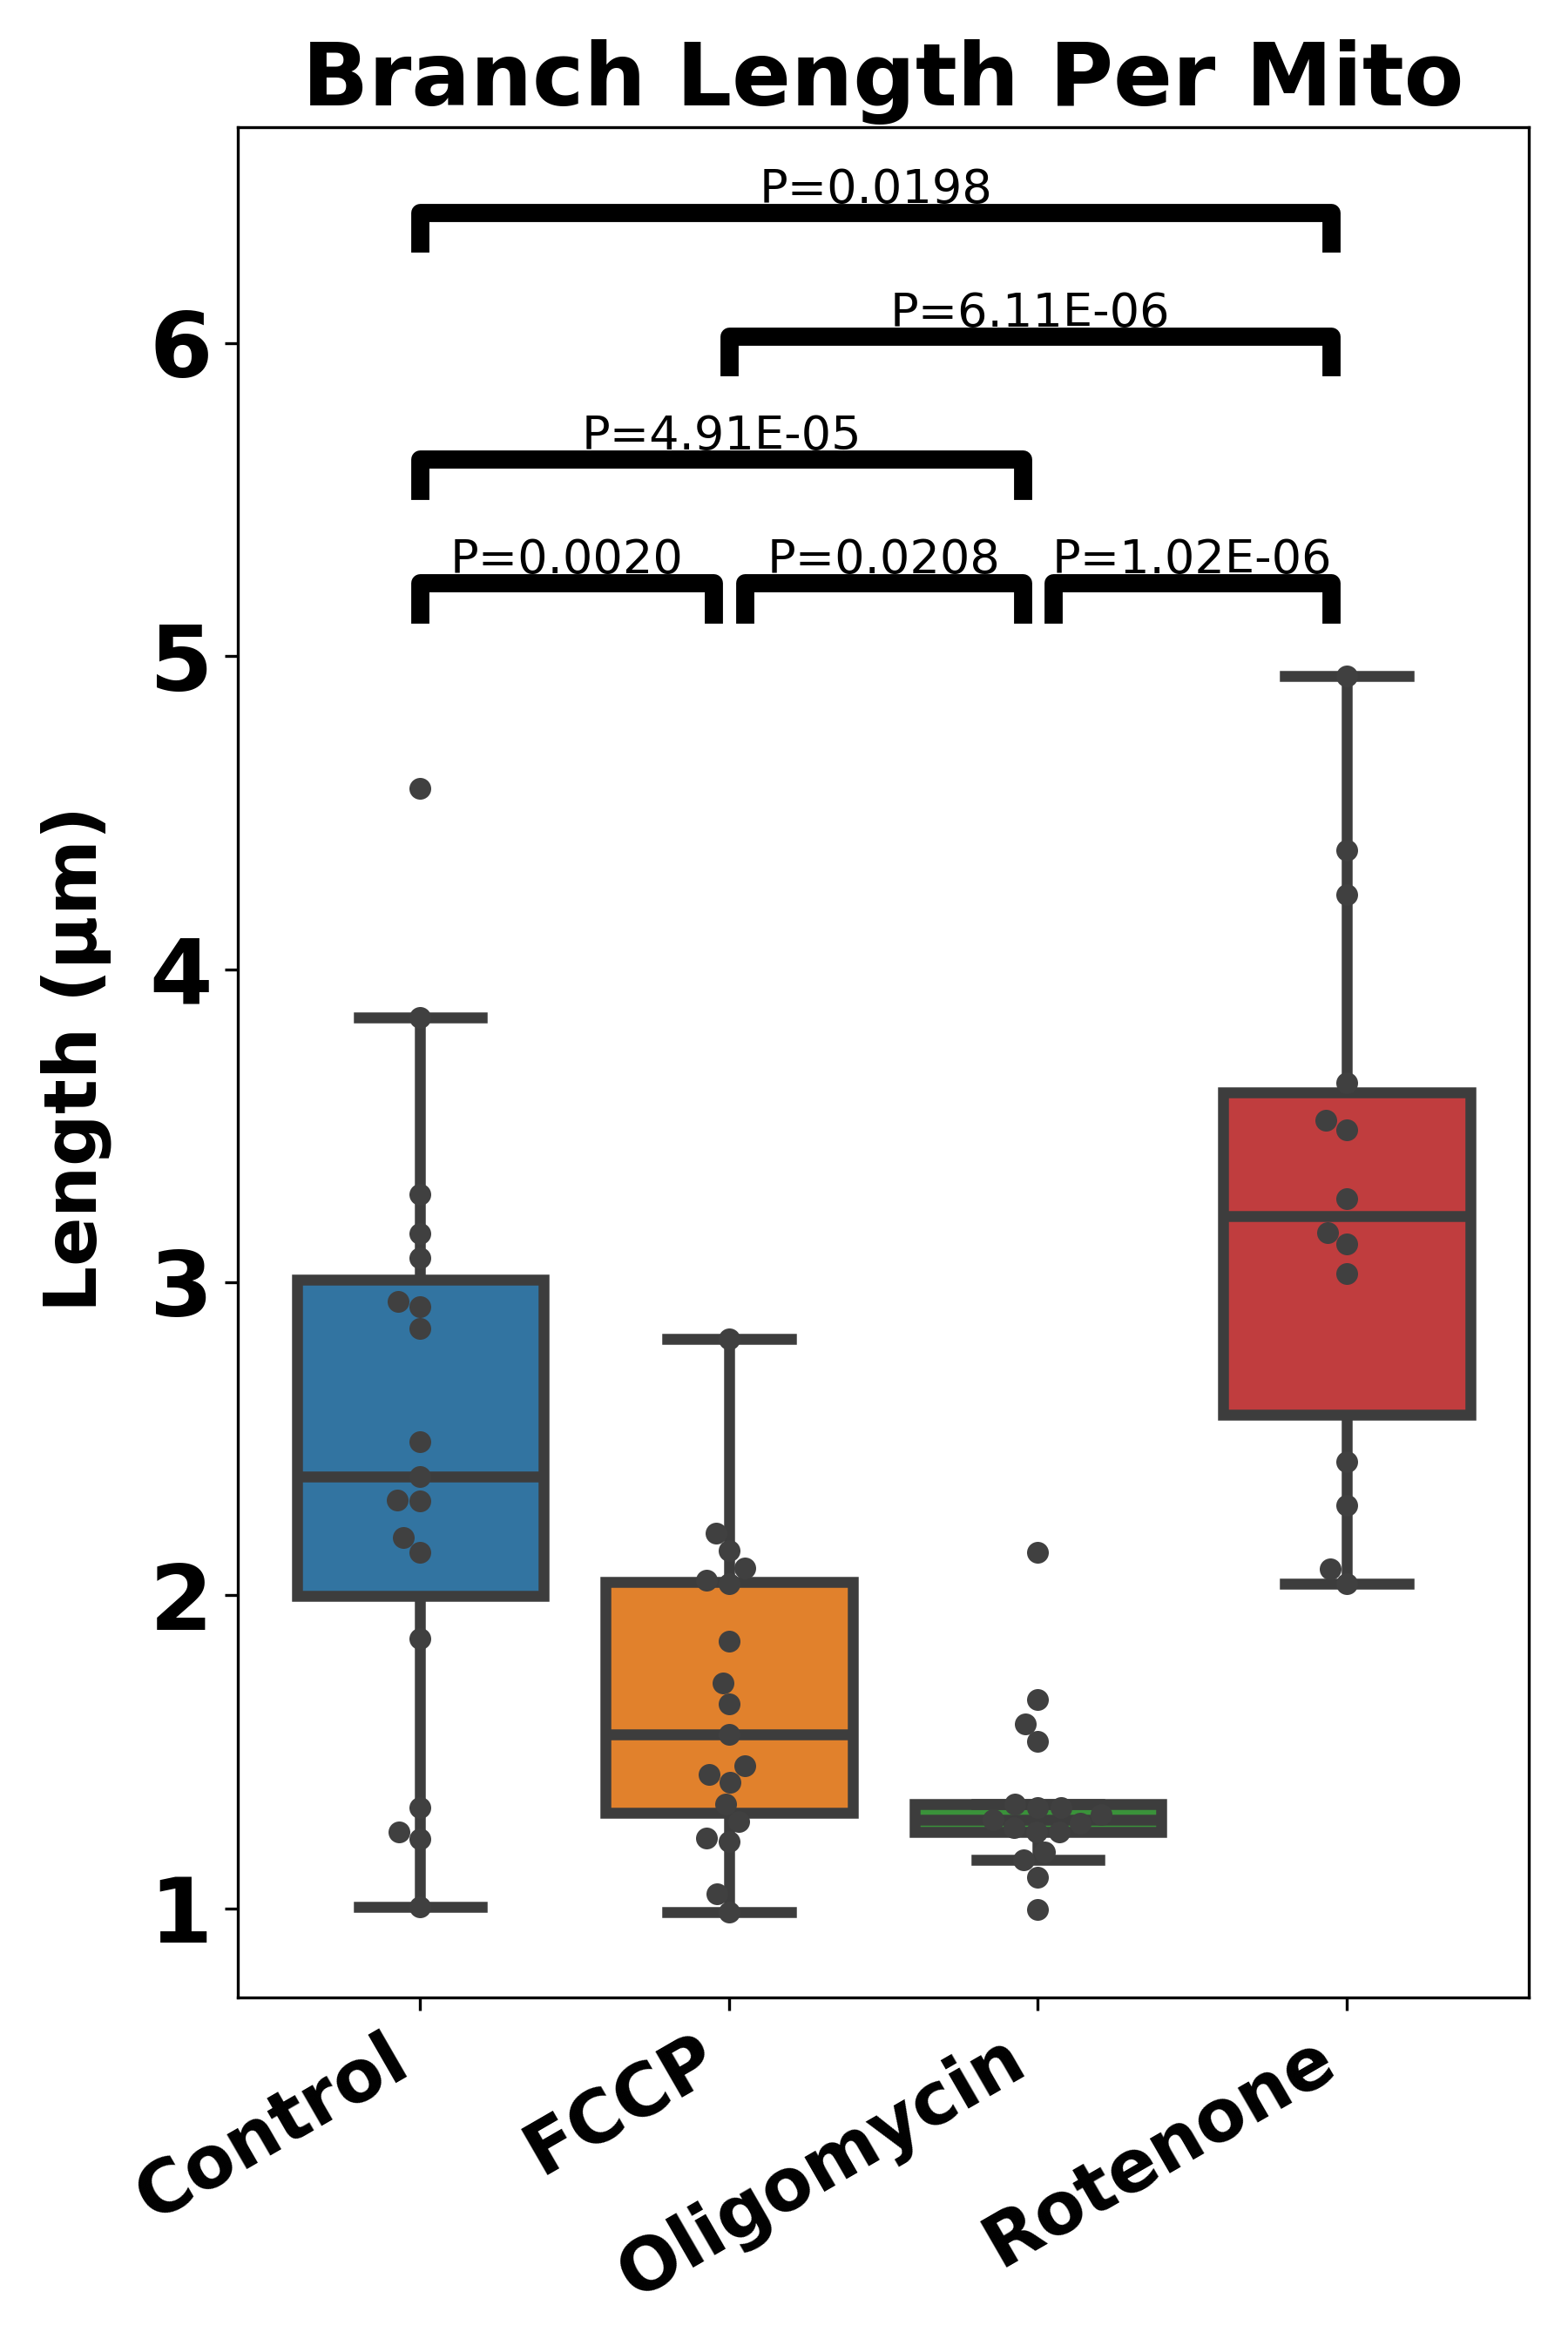 Branch Length Per Mito
P=0.0198
P=6.11E-06
P=4.91E-05
P=0.0020 P=0.0208 P=1.02E-06
Length (µm)
6
5
4
3
2
1
Control
FCCP
Oligomycin
Rotenone